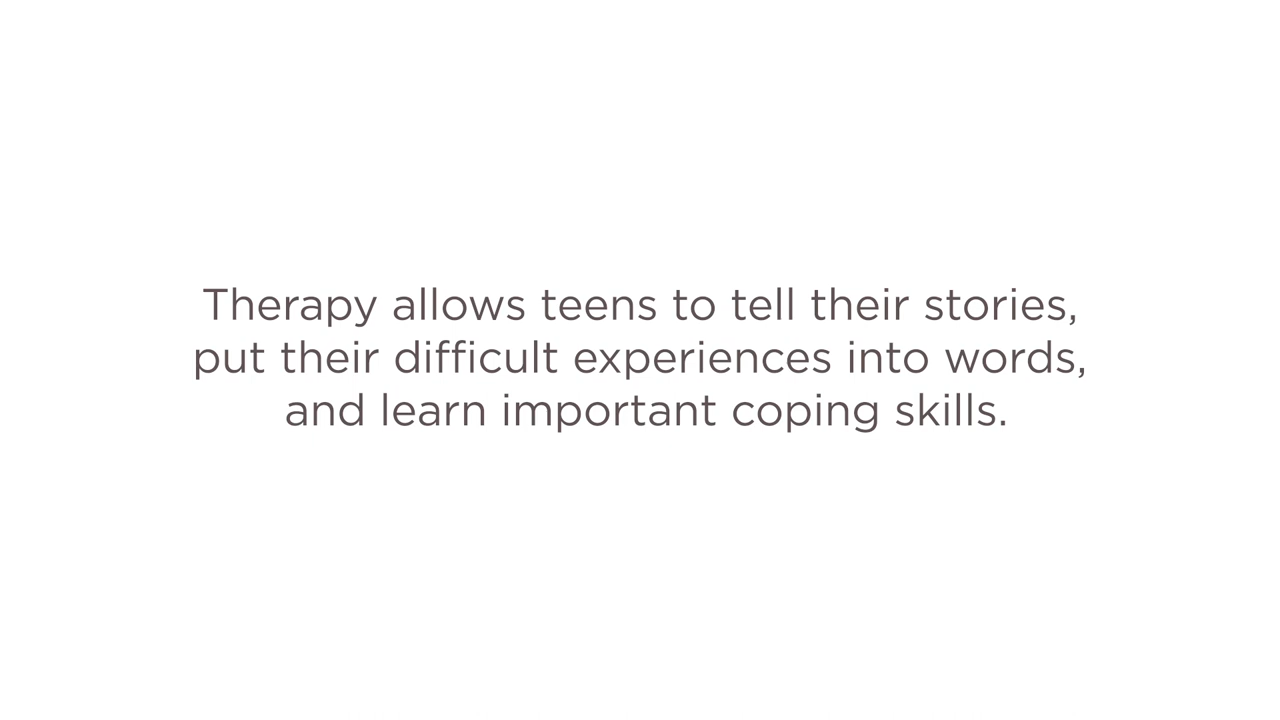 Therapy allows teens to tell their stories,
put their difficult experiences into words,
and learn important coping skills.